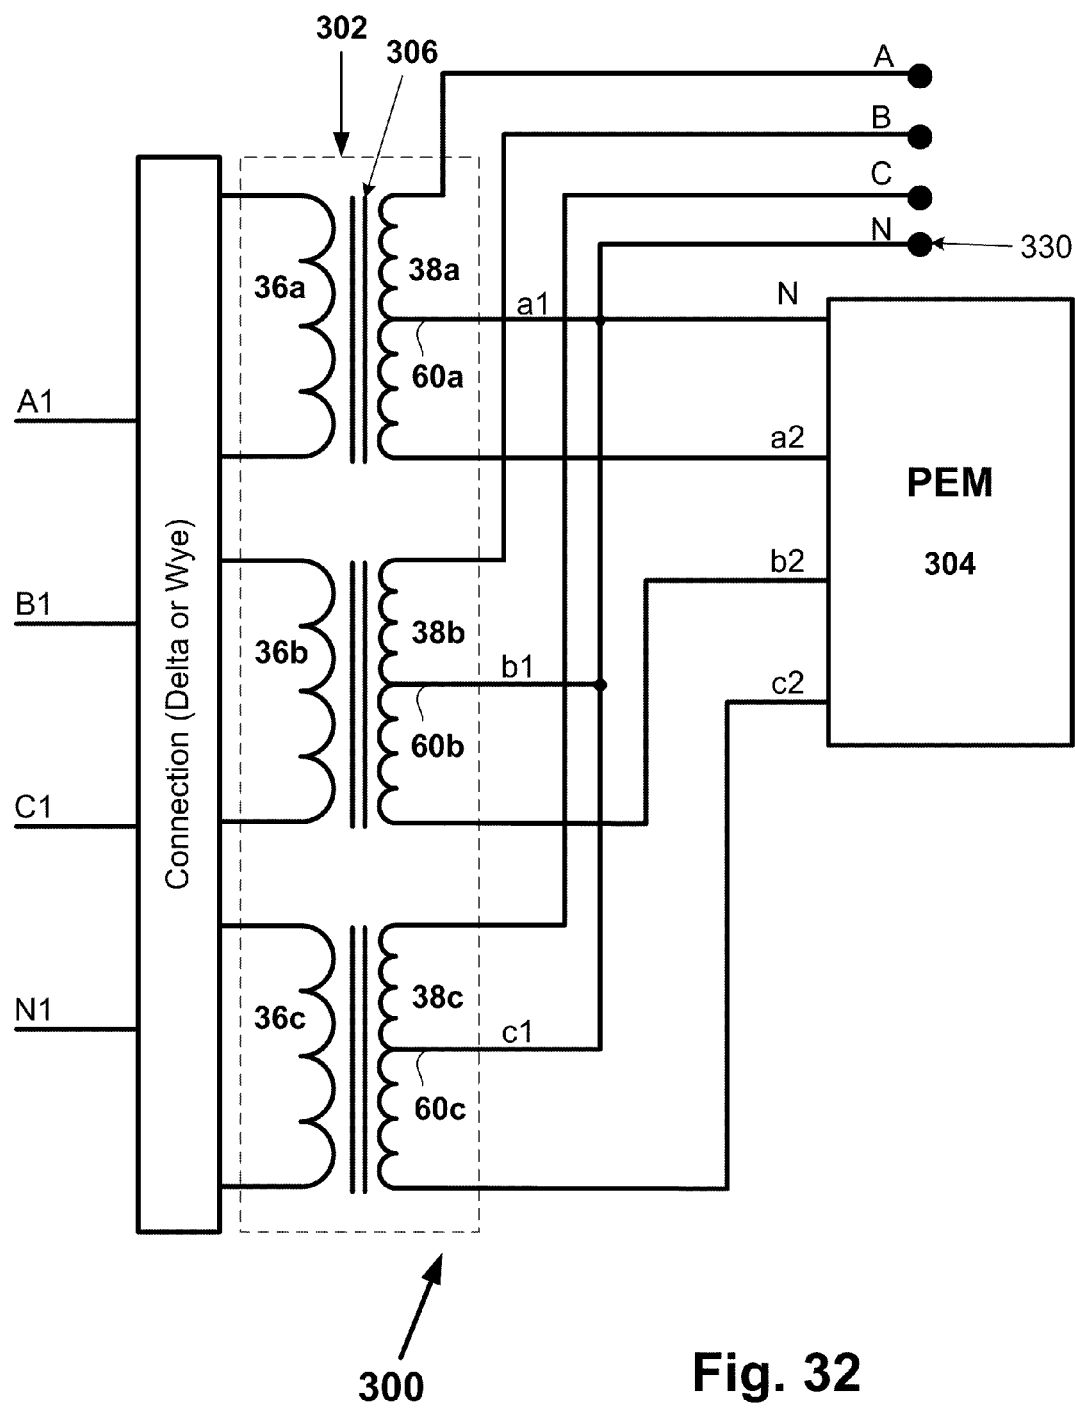 302
306
A
B
C
N
330
36a
38a
a1
N
60a
A1
a2
PEM
304
b2
B1
36b
38b
b1
c2
60b
Connection (Delta or Wye)
C1
36c
38c
N1
c1
60c
300
Fig. 32